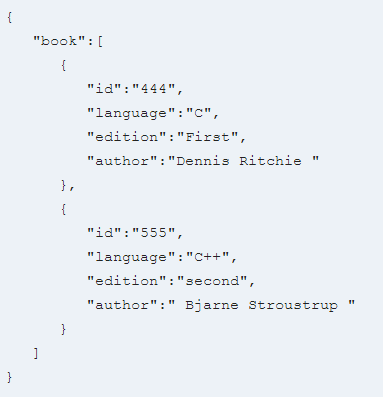 {
   "book":[
      {
         "id":"444",
         "language":"C",
         "edition":"First",
         "author":"Dennis Ritchie "
      },
      {
         "id":"555",
         "language":"C++",
         "edition":"second",
         "author":" Bjarne Stroustrup "
      }
   ]
}